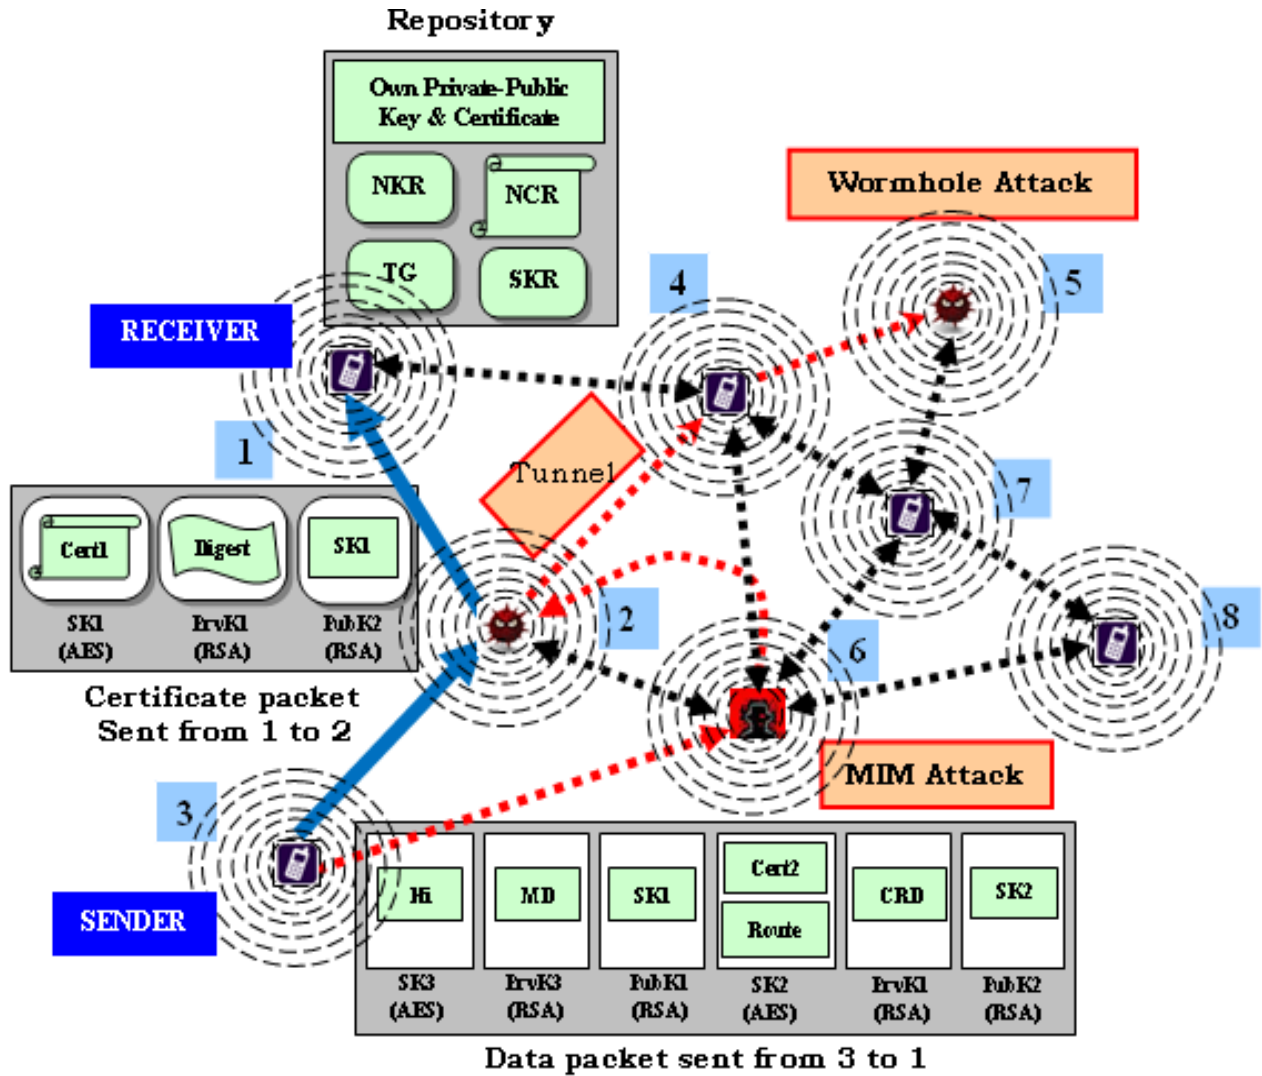 Repository
Own Private-Public
Key & Certificate
NKR
NCR
TG
SKR
Wormhole Attack
4
5
RECEIVER
1
Tunnel
7
Cert1
Digest
SK1
SK1
(AES)
PrvK1
(RSA)
PubK2
(RSA)
2
8
6
Certificate packet
Sent from 1 to 2
MIM Attack
3
SENDER
Hi
MD
SK1
Cert2
Route
CRD
SK2
SK3
(AES)
PrvK3
(RSA)
PubK1
(RSA)
SK2
(AES)
PrvK1
(RSA)
PubK2
(RSA)
Data packet sent from 3 to 1